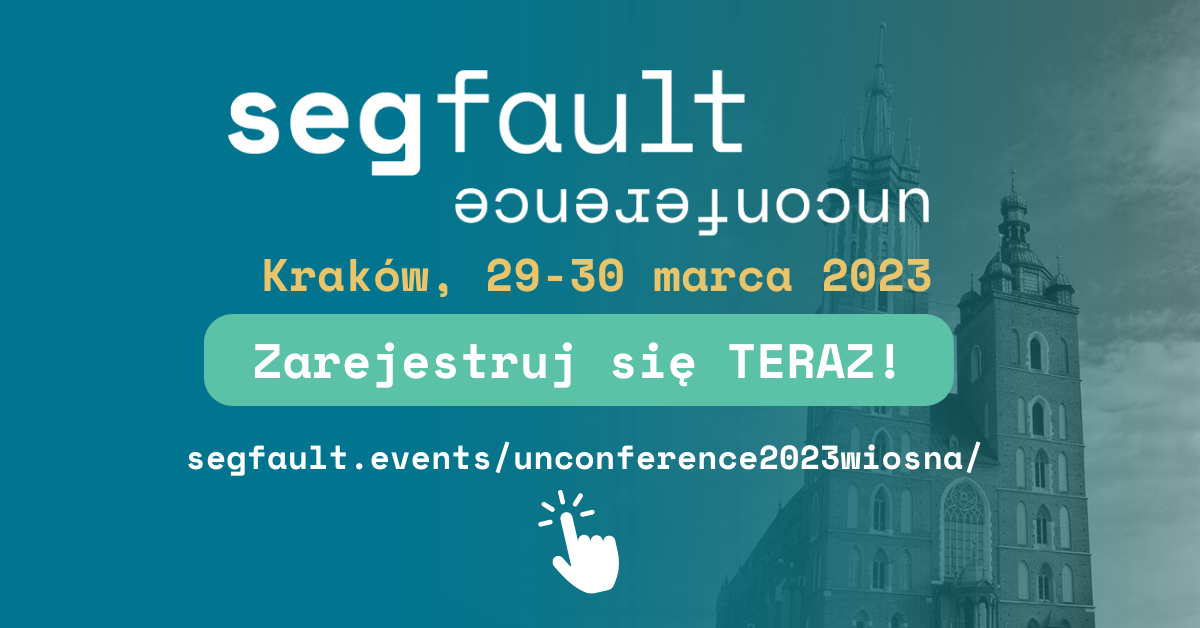 segfault
unconference
Kraków, 29-30 marca 2023
Zarejestruj się TERAZ!
segfault.events/unconference2023wiosna/